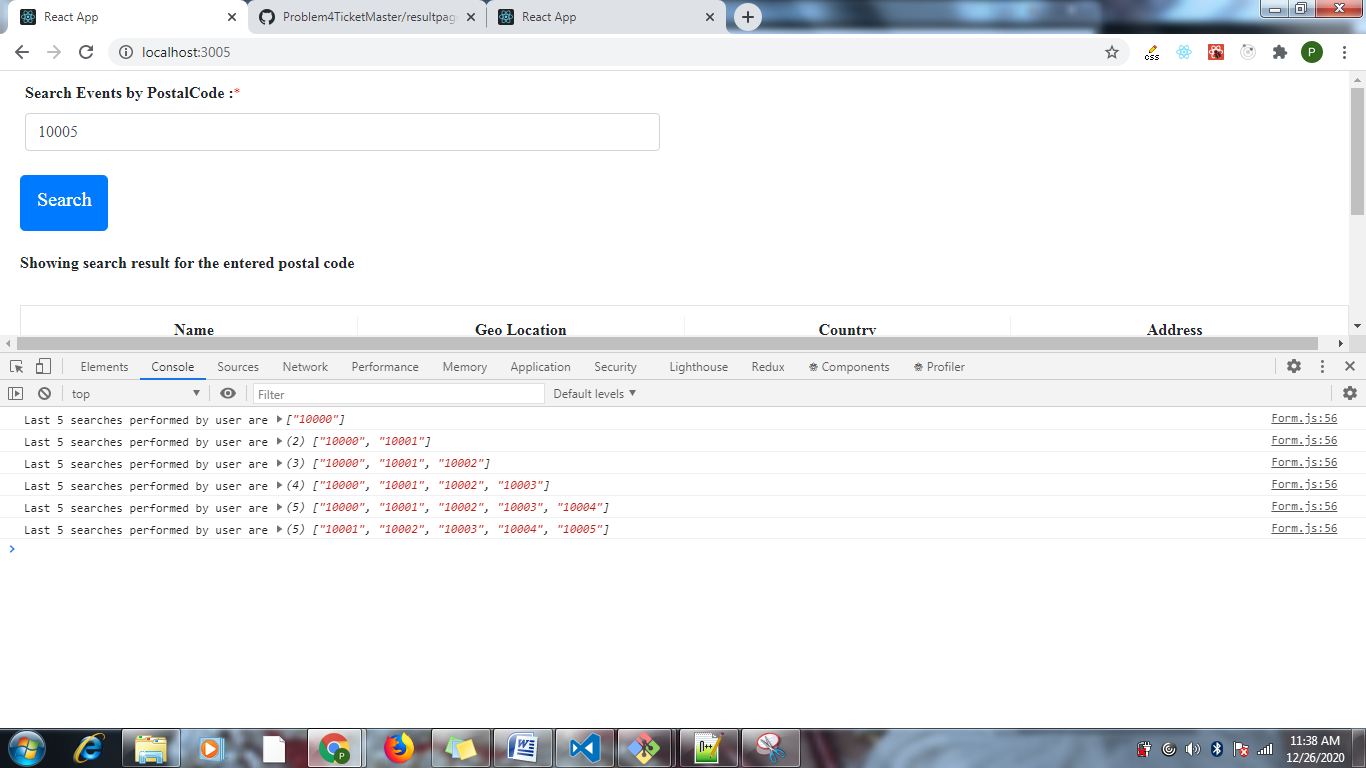 React App
Problem4TicketMaster/resultpag
React App
localhost:3005
css
P
Search Events by PostalCode :*
10005
Search
Showing search result for the entered postal code
Name Geo Location Country Address
Elements Console Sources Network Performance Memory Application Security Lighthouse Redux Components Profiler
top Filter Default levels
Last 5 searches performed by user are ["10000"] Form.js:56
Last 5 searches performed by user are (2) ["10000", "10001"] Form.js:56
Last 5 searches performed by user are (3) ["10000", "10001", "10002"] Form.js:56
Last 5 searches performed by user are (4) ["10000", "10001", "10002", "10003"] Form.js:56
Last 5 searches performed by user are (5) ["10000", "10001", "10002", "10003", "10004"] Form.js:56
Last 5 searches performed by user are (5) ["10001", "10002", "10003", "10004", "10005"] Form.js:56
11:38 AM
12/26/2020